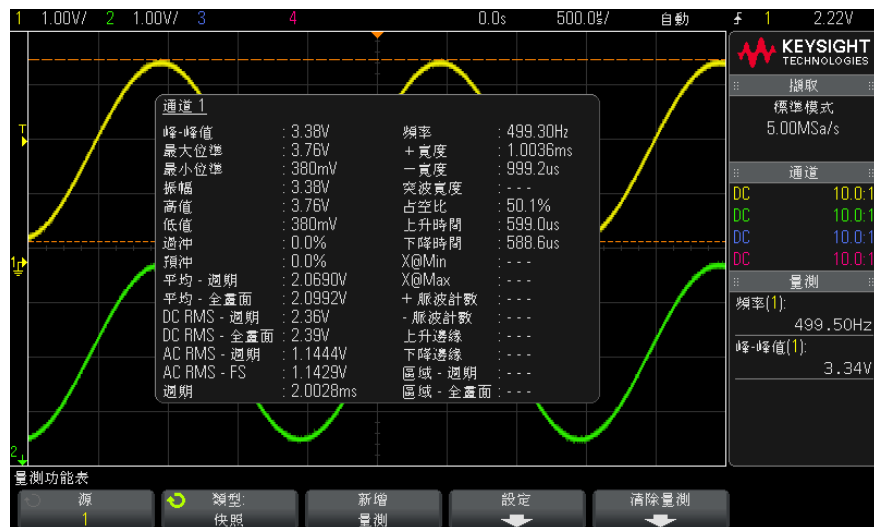 1 1.00V/ 2 1.00V/ 3 4 0.0s 500.0us/ 自動 1 2.22V
KEYSIGHT
TECHNOLOGIES
擷取
標準模式
5.00MSa/s
通道
DC 10.0:1
DC 10.0:1
DC 10.0:1
DC 10.0:1
量測
頻率(1):
499.50Hz
峰-峰值(1):
3.34V
T
通道 1
峰-峰值 : 3.38V 頻率 : 499.30Hz
最大位準 : 3.76V +寬度 : 1.0036ms
最小位準 : 380mV -寬度 : 999.2us
振幅 : 3.38V 突波寬度 : - - -
高值 : 3.76V 占空比 : 50.1%
低值 : 380mV 上升時間 : 599.0us
過沖 : 0.0% 下降時間 : 588.6us
預沖 : 0.0% X@Min : - - -
平均 - 週期 : 2.0690V X@Max : - - -
平均 - 全畫面 : 2.0992V + 脈波計數 : - - -
DC RMS - 週期 : 2.36V - 脈波計數 : - - -
DC RMS - 全畫面 : 2.39V 上升邊緣 : - - -
AC RMS - 週期 : 1.1444V 下降邊緣 : - - -
AC RMS - FS : 1.1429V 區域 - 週期 : - - -
週期 : 2.0028ms 區域 - 全畫面 : - - -
1
2
量測功能表
源 類型: 新增 設定 清除量測
1 快照 量測